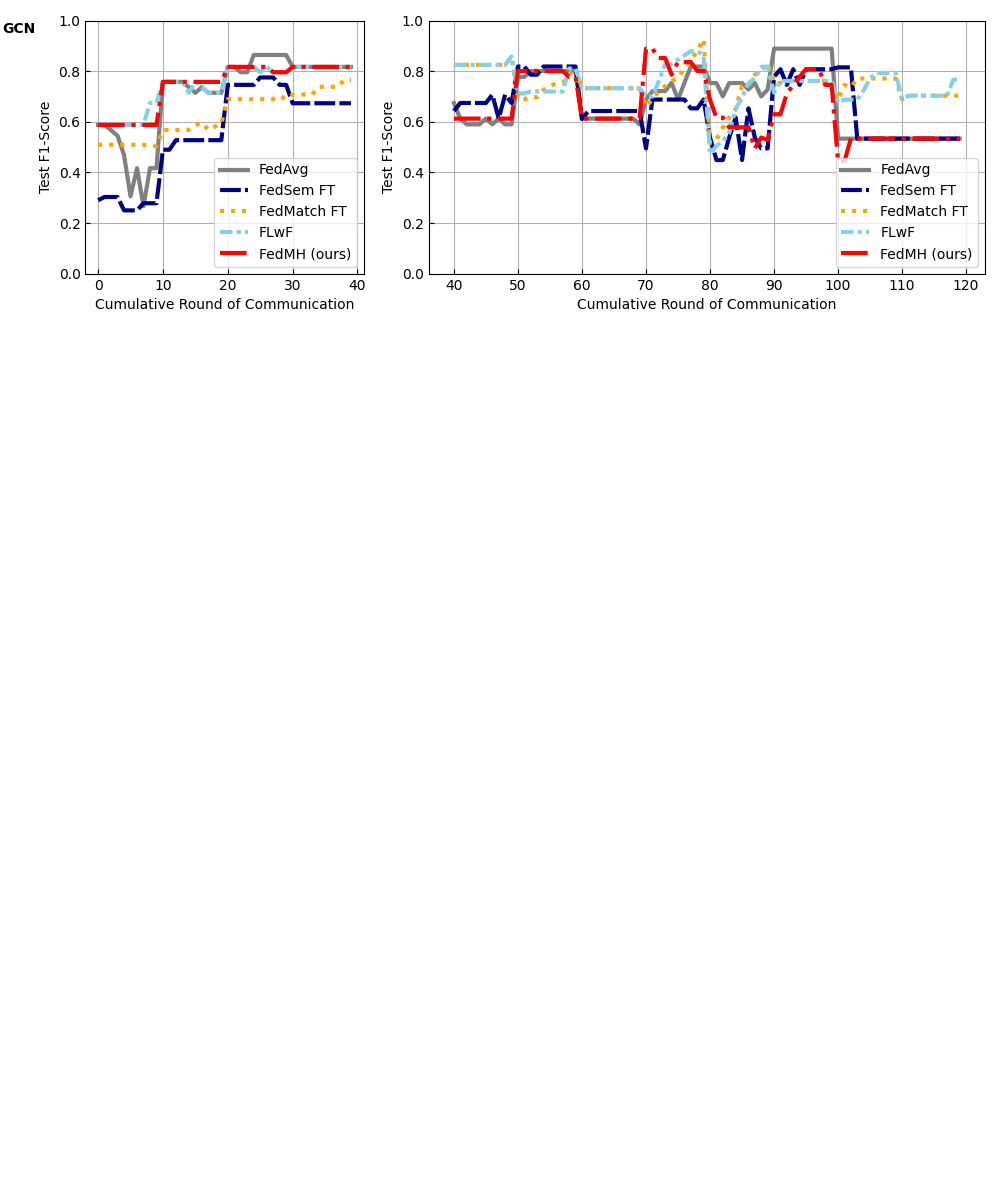 GCN
1.0
0.8
0.6
0.4
0.2
0.0
Test F1-Score
0 10 20 30 40
Cumulative Round of Communication
FedAvg
FedSem FT
FedMatch FT
FLwF
FedMH (ours)
1.0
0.8
0.6
0.4
0.2
0.0
Test F1-Score
40 50 60 70 80 90 100 110 120
Cumulative Round of Communication
FedAvg
FedSem FT
FedMatch FT
FLwF
FedMH (ours)